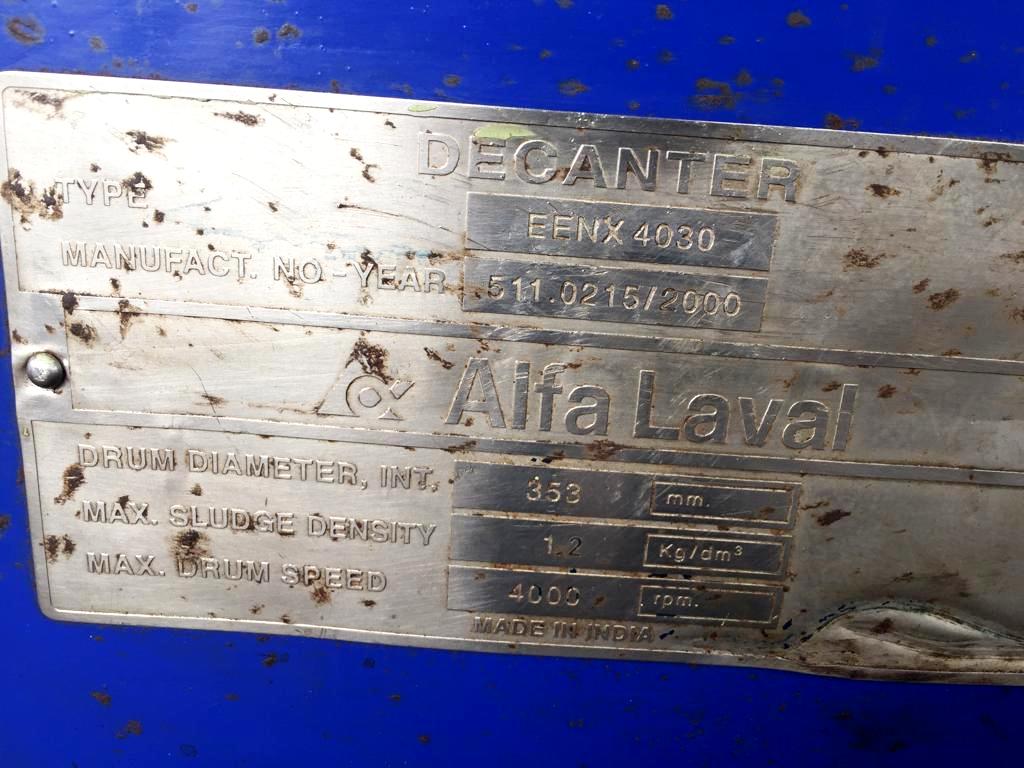 DECANTER
TYPE EENX 4030
MANUFACT. NO-YEAR 511.0215/2000
Alfa Laval
DRUM DIAMETER, INT. 353 mm.
MAX. SLUDGE DENSITY 1.2 Kg/dm³
MAX. DRUM SPEED 4000 rpm.
MADE IN INDIA